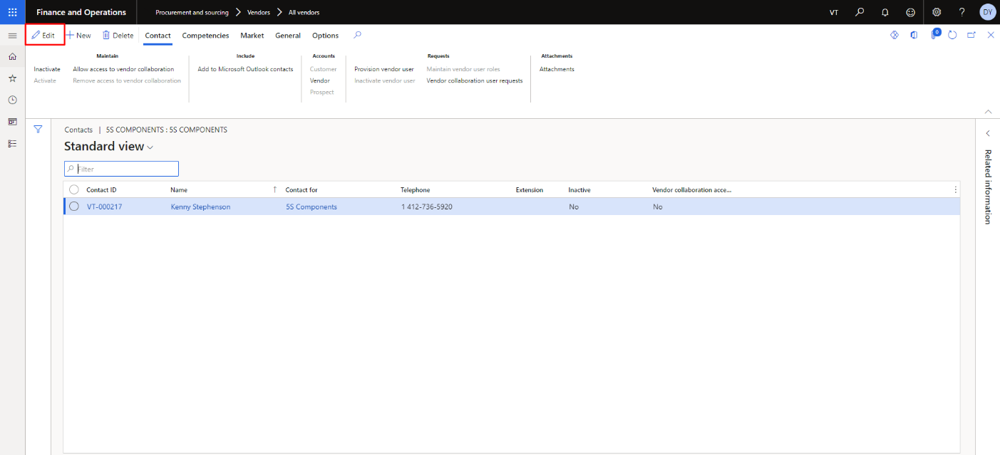 Finance and Operations
Procurement and sourcing Vendors All vendors
VT ? DY
Edit New Delete Contact Competencies Market General Options 0
Maintain Include Accounts Requests Attachments
Inactivate Allow access to vendor collaboration Add to Microsoft Outlook contacts Customer Provision vendor user Maintain vendor user roles Attachments
Activate Remove access to vendor collaboration Vendor Inactivate vendor user Vendor collaboration user requests
Prospect
Contacts | 5S COMPONENTS : 5S COMPONENTS
Standard view
Filter
Contact ID Name Contact for Telephone Extension Inactive Vendor collaboration acce...
VT-000217 Kenny Stephenson 5S Components 1 412-736-5920 No No
Related information